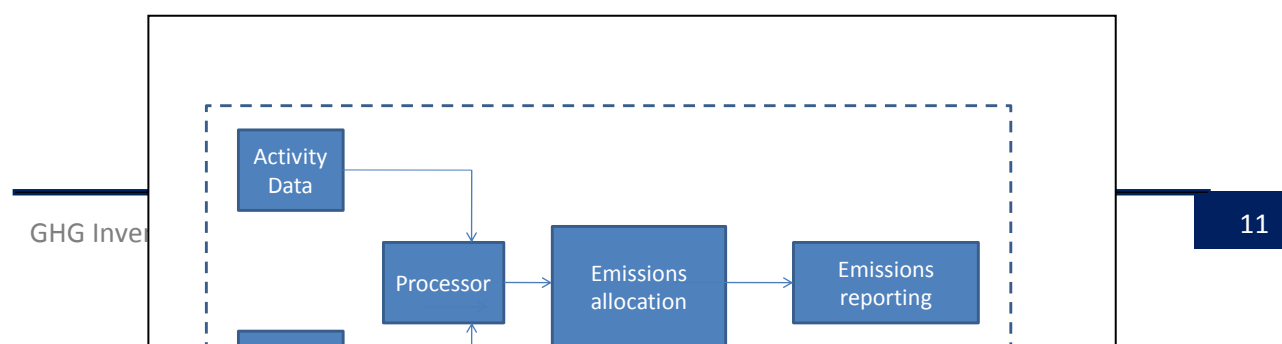 Activity
Data
GHG Inver
11
Processor
Emissions
allocation
Emissions
reporting